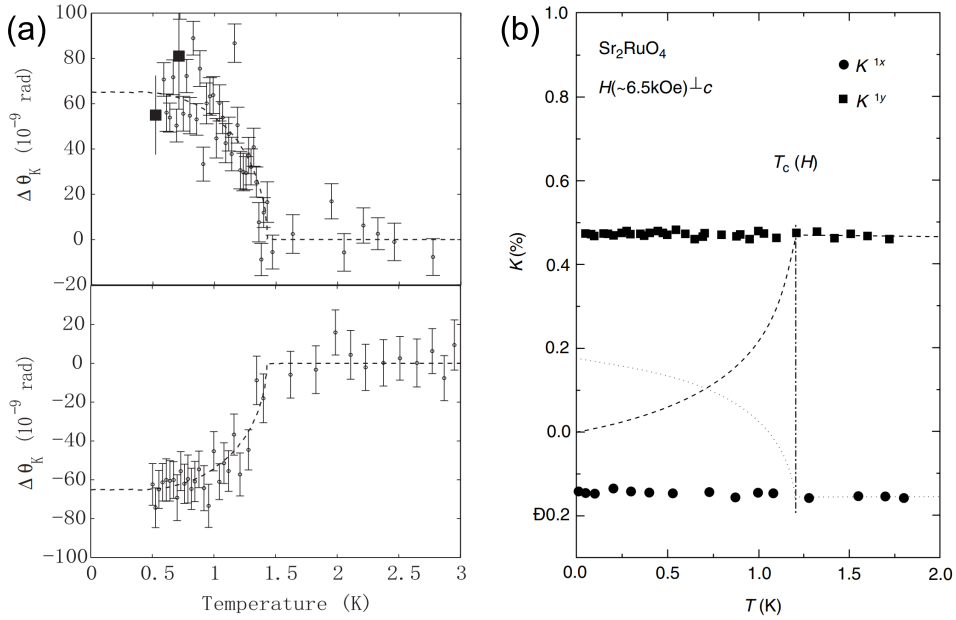 (a)
100
80
60
40
20
0
−20
Δ θK (10−9 rad)
20
0
−20
−40
−60
−80
−100
Δ θK (10−9 rad)
0 0.5 1 1.5 2 2.5 3
Temperature (K)
(b)
1.0
0.8
0.6
0.4
0.2
0.0
Ð0.2
K(%)
Sr2RuO4
H(~6.5kOe)⊥c
K 1x
K 1y
Tc (H)
0.0 0.5 1.0 1.5 2.0
T(K)